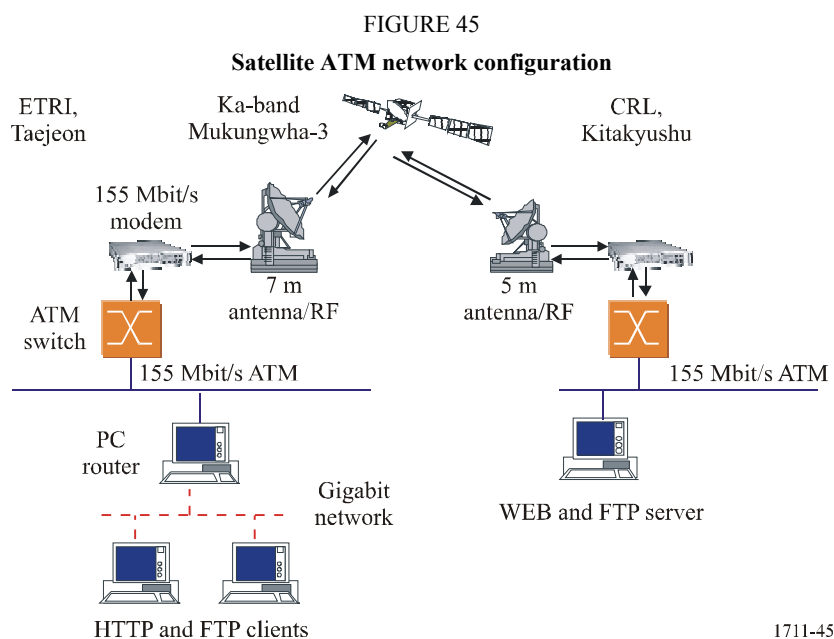 FIGURE 45
Satellite ATM network configuration
ETRI,
Taejeon
Ka-band
Mukungwha-3
CRL,
Kitakyushu
155 Mbit/s
modem
7 m
antenna/RF
5 m
antenna/RF
ATM
switch
155 Mbit/s ATM
155 Mbit/s ATM
PC
router
Gigabit
network
WEB and FTP server
HTTP and FTP clients
1711-45